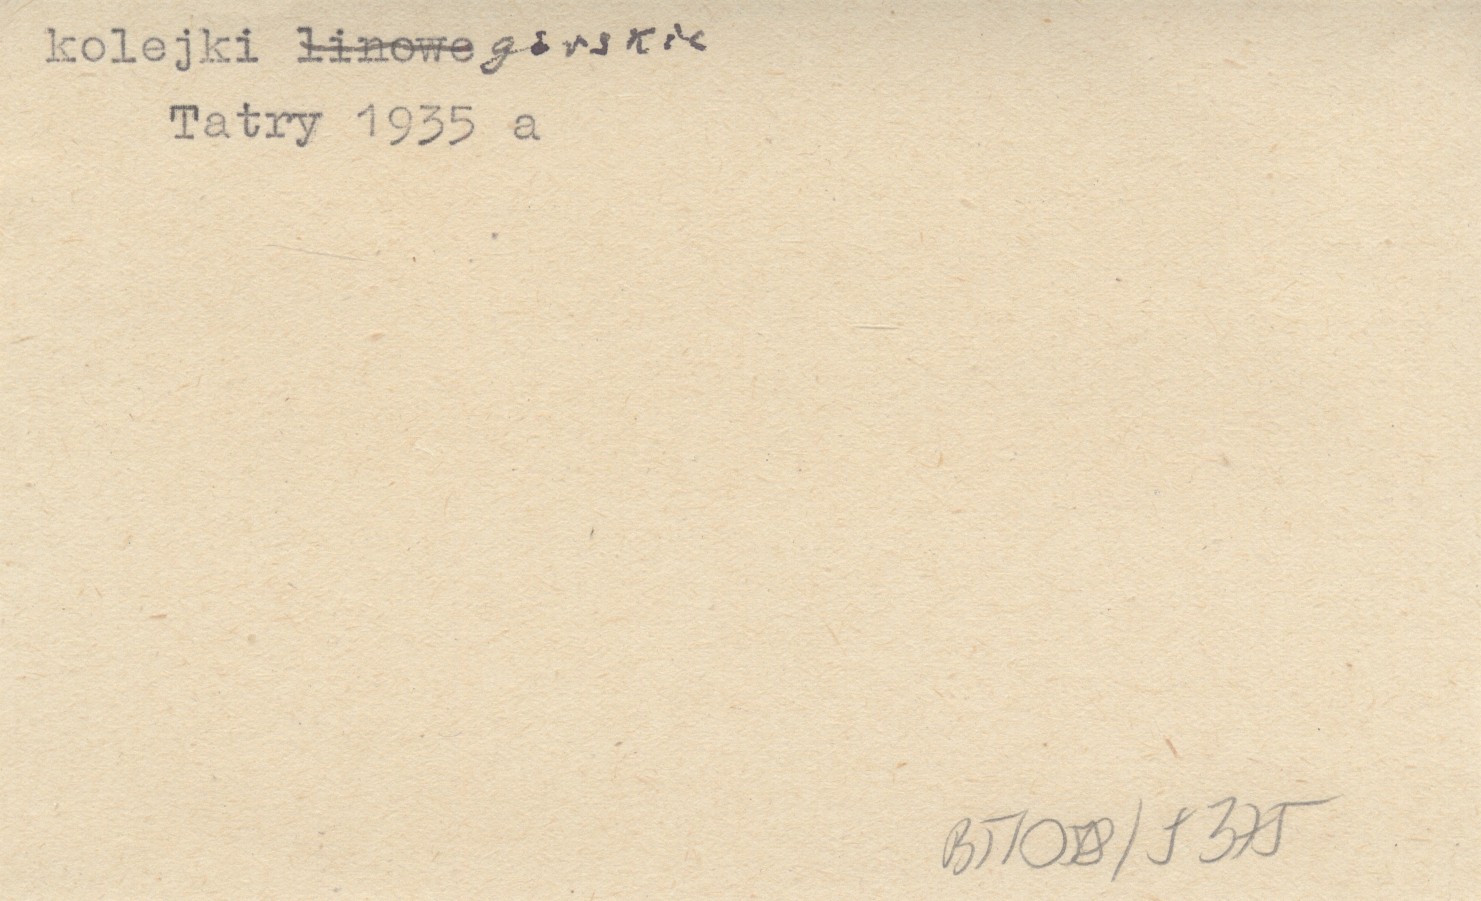 kolejki linowe górskie
Tatry 1935 a